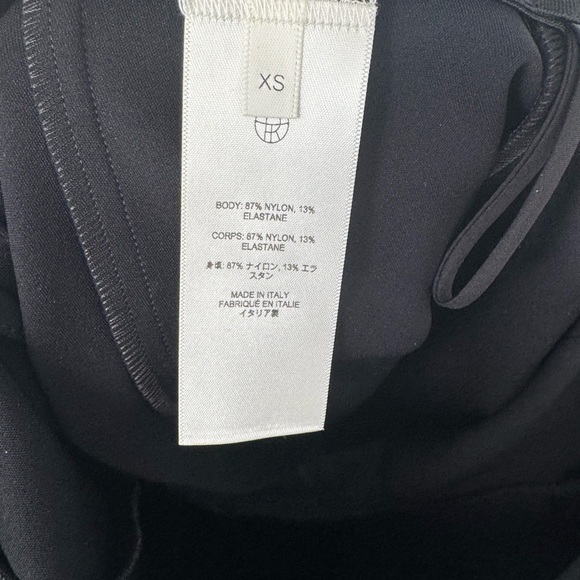 XS
BODY: 87% NYLON, 13%
ELASTANE
CORPS: 87% NYLON, 13%
ELASTANE
身頃: 87% ナイロン, 13% エラ
スタン
MADE IN ITALY
FABRIQUÉ EN ITALIE
イタリア製